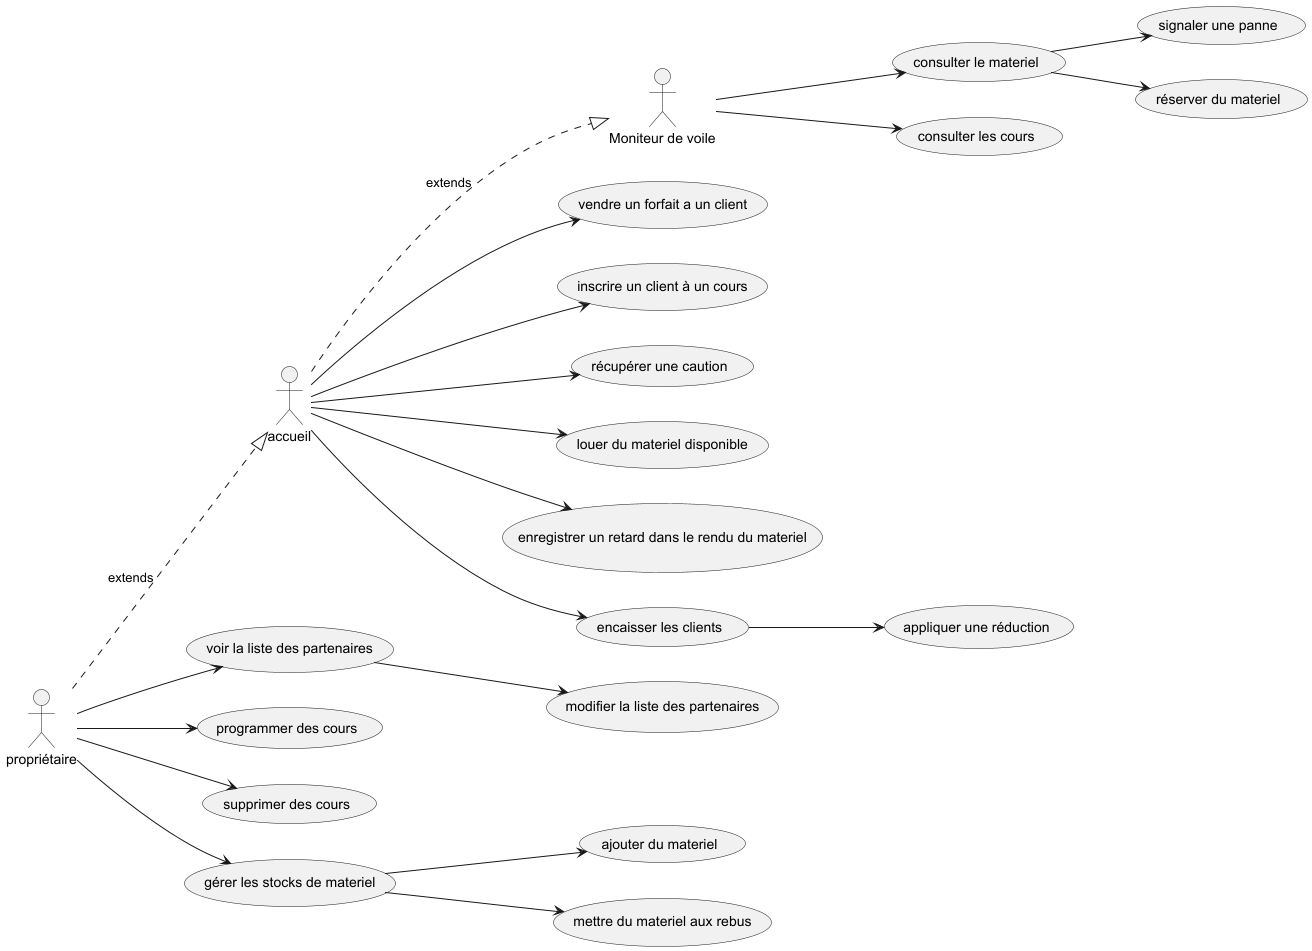 signaler une panne
consulter le materiel
réserver du materiel
Moniteur de voile
consulter les cours
extends
vendre un forfait a un client
inscrire un client à un cours
récupérer une caution
accueil
louer du materiel disponible
enregistrer un retard dans le rendu du materiel
extends
encaisser les clients
appliquer une réduction
voir la liste des partenaires
modifier la liste des partenaires
programmer des cours
propriétaire
supprimer des cours
ajouter du materiel
gérer les stocks de materiel
mettre du materiel aux rebus